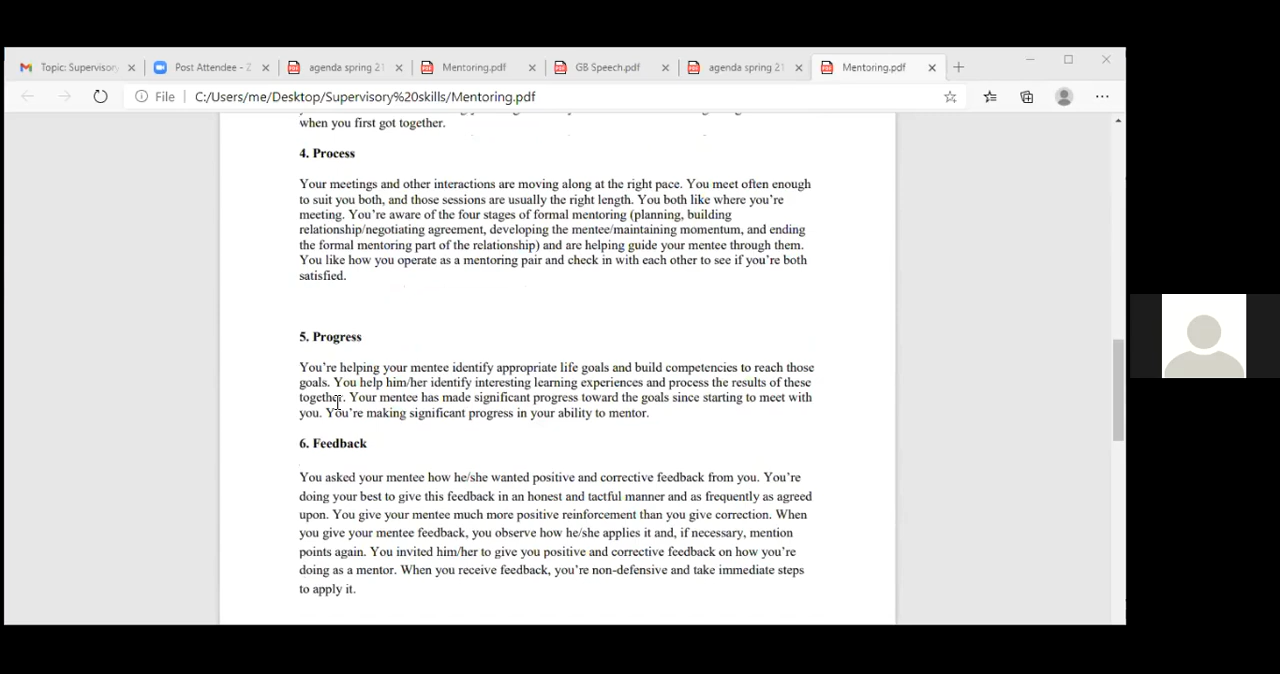 Topic: Supervisory
Post Attendee - Z
agenda spring 21
Mentoring.pdf
GB Speech.pdf
agenda spring 21
Mentoring.pdf
File
C:/Users/me/Desktop/Supervisory%20skills/Mentoring.pdf
when you first got together.
4. Process
Your meetings and other interactions are moving along at the right pace. You meet often enough
to suit you both, and those sessions are usually the right length. You both like where you're
meeting. You're aware of the four stages of formal mentoring (planning, building
relationship/negotiating agreement, developing the mentee/maintaining momentum, and ending
the formal mentoring part of the relationship) and are helping guide your mentee through them.
You like how you operate as a mentoring pair and check in with each other to see if you're both
satisfied.
5. Progress
You're helping your mentee identify appropriate life goals and build competencies to reach those
goals. You help him/her identify interesting learning experiences and process the results of these
together. Your mentee has made significant progress toward the goals since starting to meet with
you. You're making significant progress in your ability to mentor.
6. Feedback
You asked your mentee how he/she wanted positive and corrective feedback from you. You're
doing your best to give this feedback in an honest and tactful manner and as frequently as agreed
upon. You give your mentee much more positive reinforcement than you give correction. When
you give your mentee feedback, you observe how he/she applies it and, if necessary, mention
points again. You invited him/her to give you positive and corrective feedback on how you're
doing as a mentor. When you receive feedback, you're non-defensive and take immediate steps
to apply it.